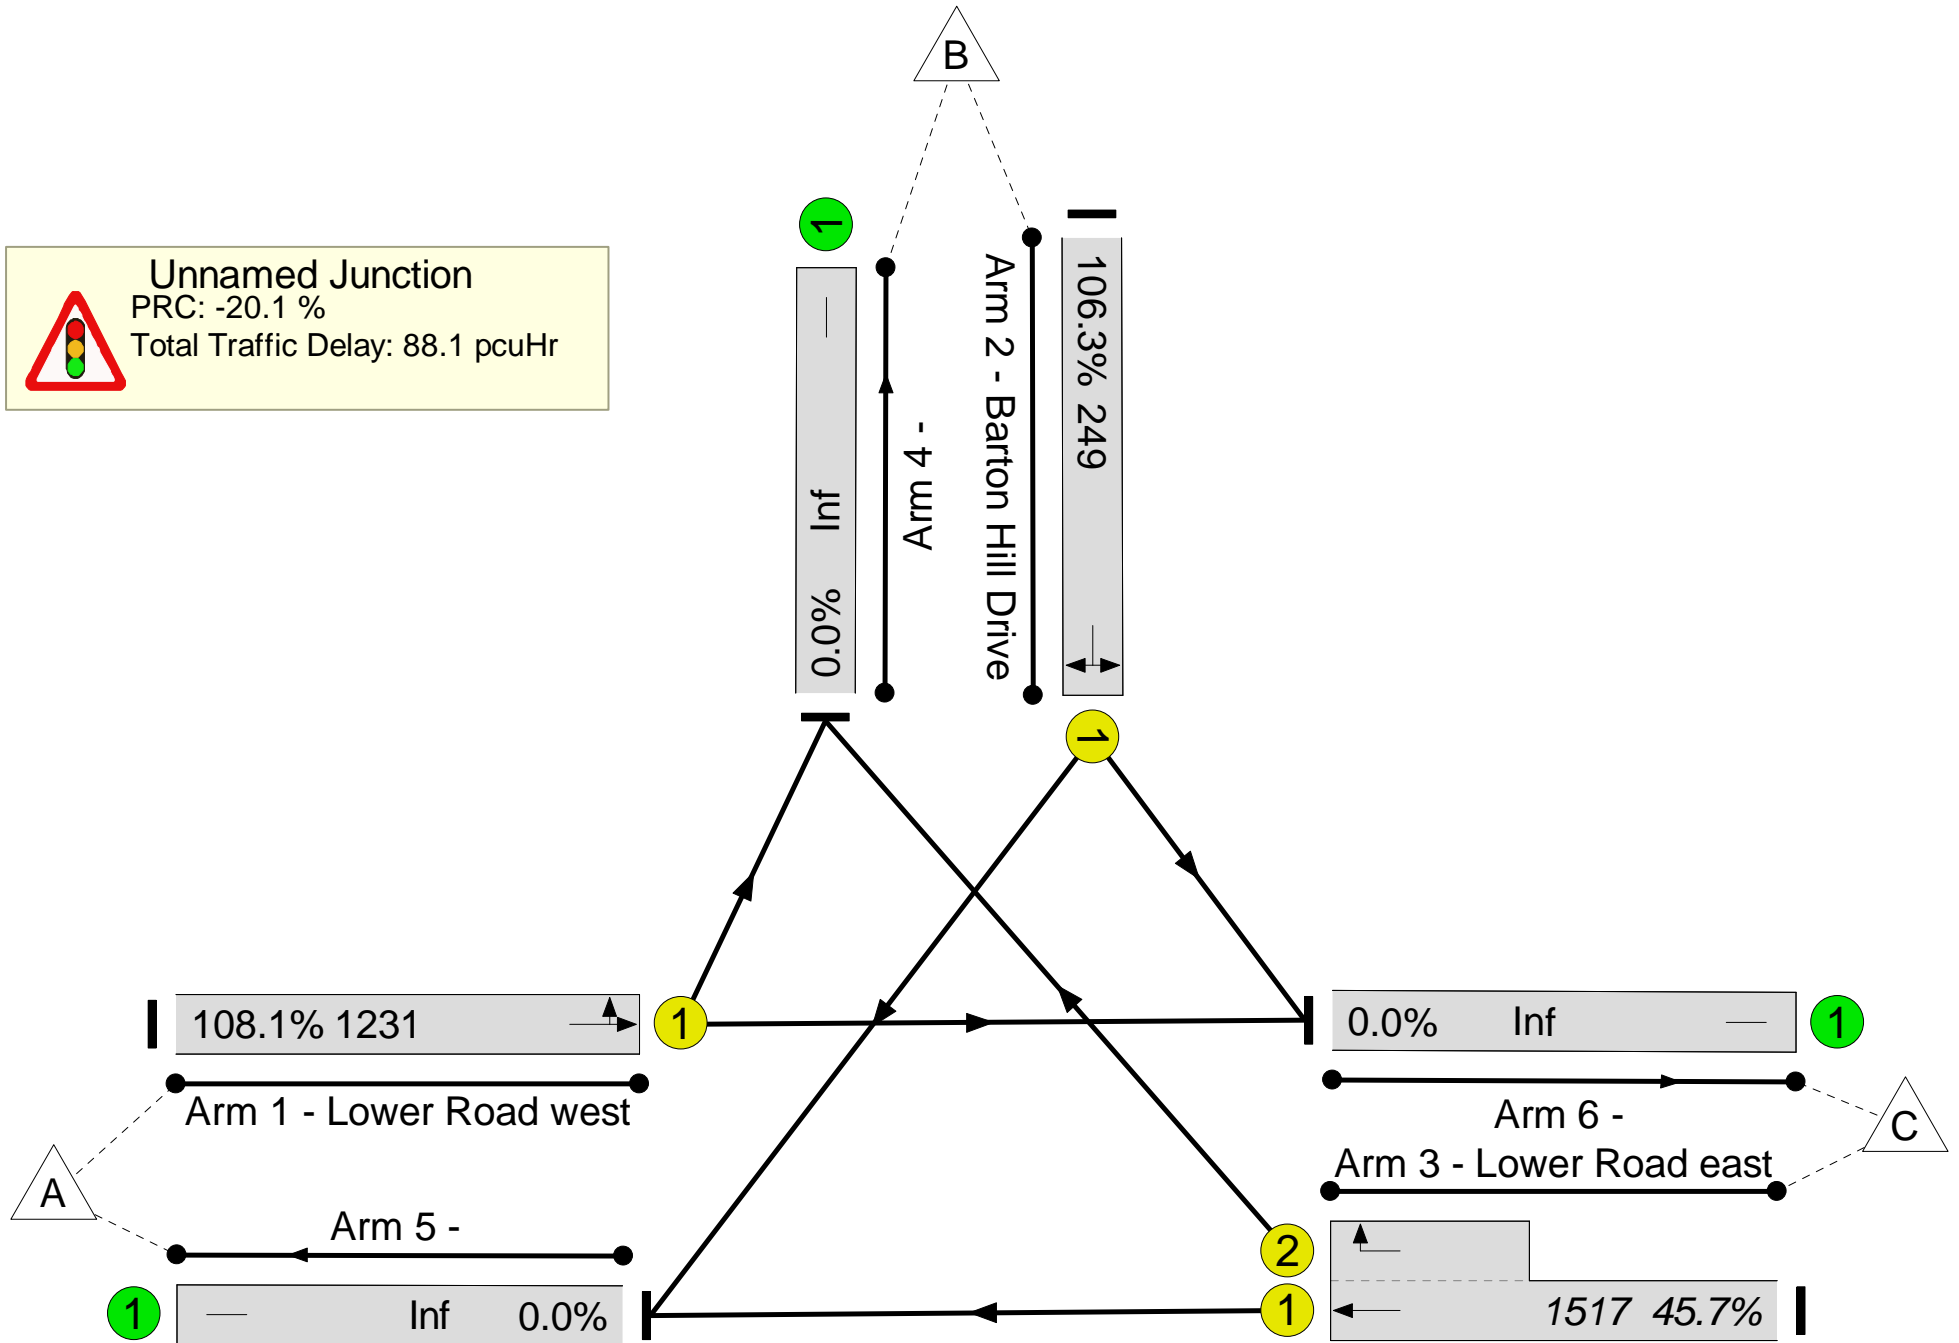 B
Unnamed Junction
PRC: -20.1 %
Total Traffic Delay: 88.1 pcuHr
1
0.0% Inf
Arm 4 -
Arm 2 - Barton Hill Drive
106.3% 249
1
108.1% 1231
1
Arm 1 - Lower Road west
0.0% Inf
1
Arm 6 -
C
Arm 3 - Lower Road east
A
Arm 5 -
1
Inf 0.0%
2
1
1517 45.7%